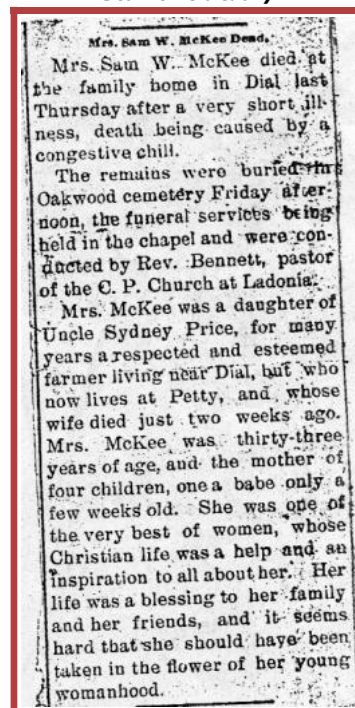 Mrs. Sam W. McKee Dead.
Mrs. Sam W. McKee died at
the family home in Dial last
Thursday after a very short ill-
ness, death being caused by a
congestive chill.
The remains were buried in
Oakwood cemetery Friday after-
noon, the funeral services being
held in the chapel and were con-
ducted by Rev. Bennett, pastor
of the C. P. Church at Ladonia.
Mrs. McKee was a daughter of
Uncle Sydney Price, for many
years a respected and esteemed
farmer living near Dial, but who
now lives at Petty, and whose
wife died just two weeks ago.
Mrs. McKee was thirty-three
years of age, and the mother of
four children, one a babe only a
few weeks old. She was one of
the very best of women, whose
Christian life was a help and an
inspiration to all about her. Her
life was a blessing to her family
and her friends, and it seems
hard that she should have been
taken in the flower of her young
womanhood.